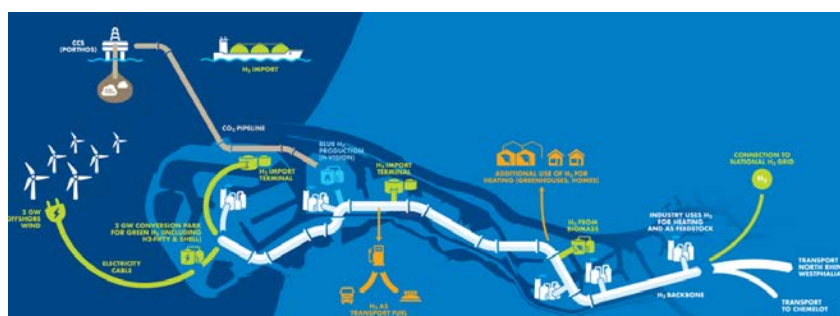 CCS
(PORTHOS)
H₂ IMPORT
CO₂ PIPELINE
BLUE H₂
PRODUCTION
(H-VISION)
H₂ IMPORT
TERMINAL
H₂ IMPORT
TERMINAL
ADDITIONAL USE OF H₂ FOR
HEATING (GREENHOUSES, HOMES)
CONNECTION TO
NATIONAL H₂ GRID
H₂
2 GW
OFFSHORE
WIND
2 GW CONVERSION PARK
FOR GREEN H₂ (INCLUDING
H2-FIFTY & SHELL)
H₂ FROM
BIOMASS
INDUSTRY USES H₂
FOR HEATING
AND AS FEEDSTOCK
ELECTRICITY
CABLE
H₂ AS
TRANSPORT FUEL
H₂ BACKBONE
TRANSPORT
NORTH RHINE
WESTPHALIA
TRANSPORT
TO CHEMELOT